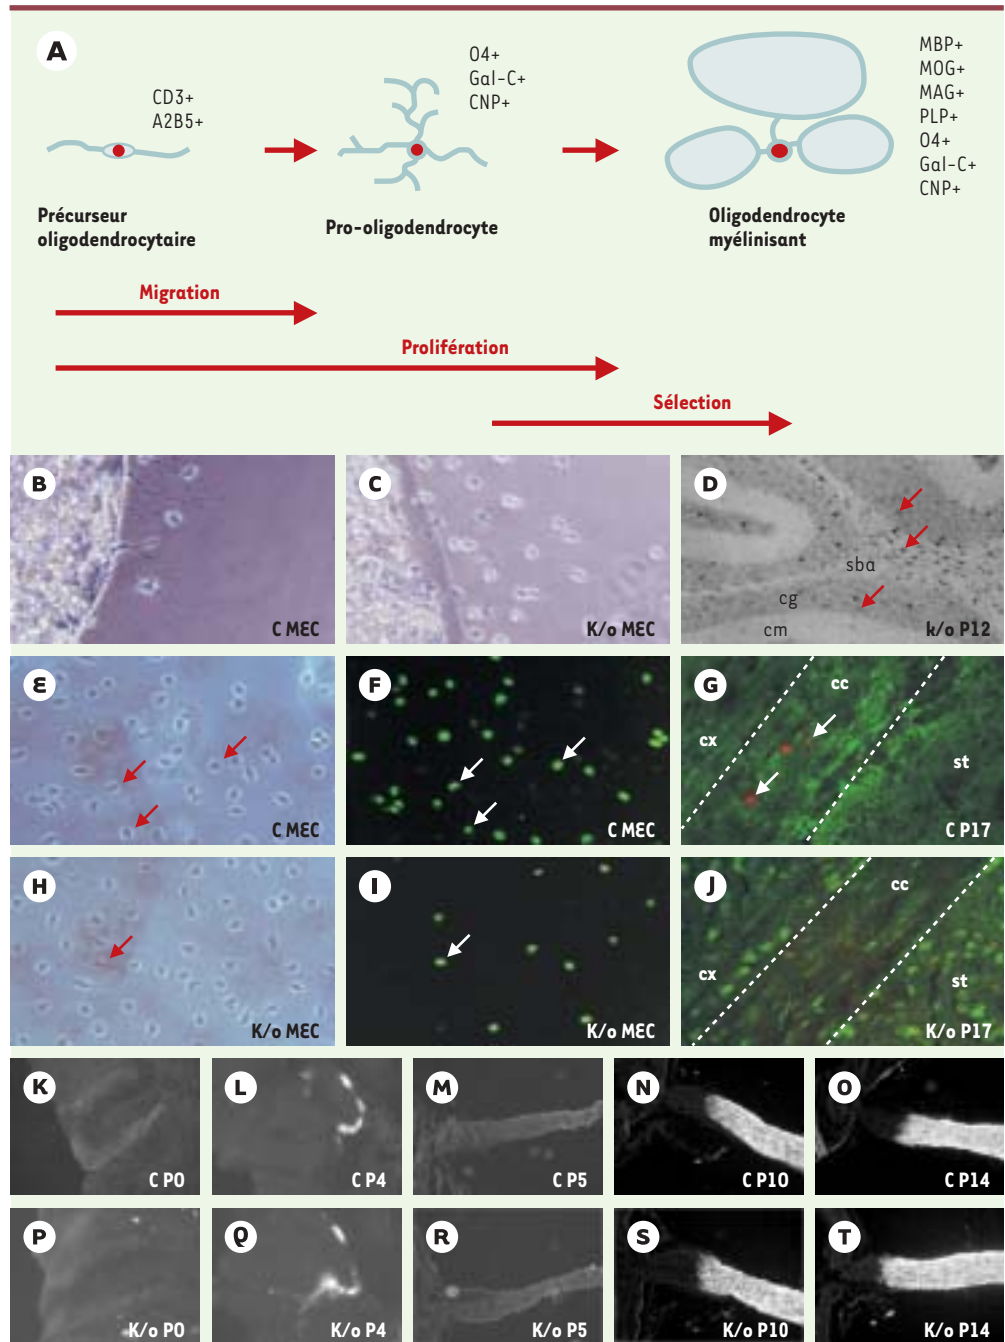 A
CD3+
A2B5+
O4+
Gal-C+
CNP+
MBP+
MOG+
MAG+
PLP+
O4+
Gal-C+
CNP+
Précurseur
oligodendrocytaire
Pro-oligodendrocyte
Oligodendrocyte
myélinisant
Migration
Prolifération
Sélection
B
C MEC
C
K/o MEC
D
sba
cg
cm
k/o P12
E
C MEC
F
C MEC
G
cc
cx
st
C P17
H
K/o MEC
I
K/o MEC
J
cc
cx
st
K/o P17
K
C P0
L
C P4
M
C P5
N
C P10
O
C P14
P
K/o P0
Q
K/o P4
R
K/o P5
S
K/o P10
T
K/o P14